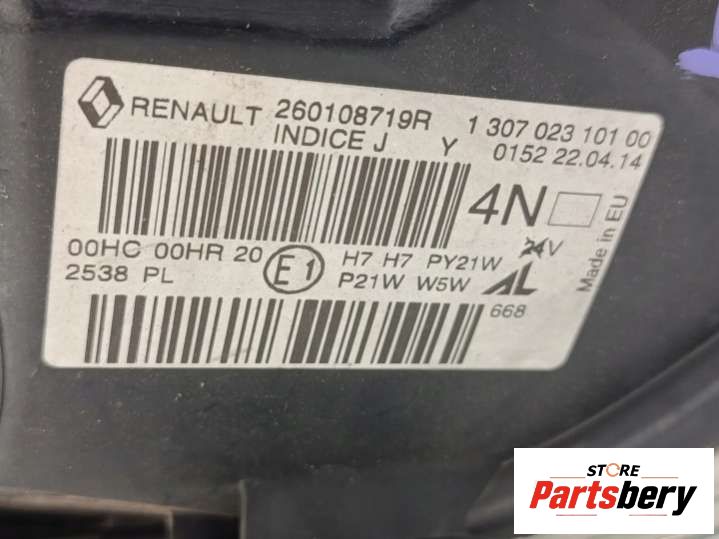 RENAULT 260108719R 1 307 023 101 00
INDICE J Y 0152 22.04.14
4N
Made in EU
00HC 00HR 20 E1 H7 H7 PY21W 24V
2538 PL P21W W5W AL
668
STORE
Partsbery